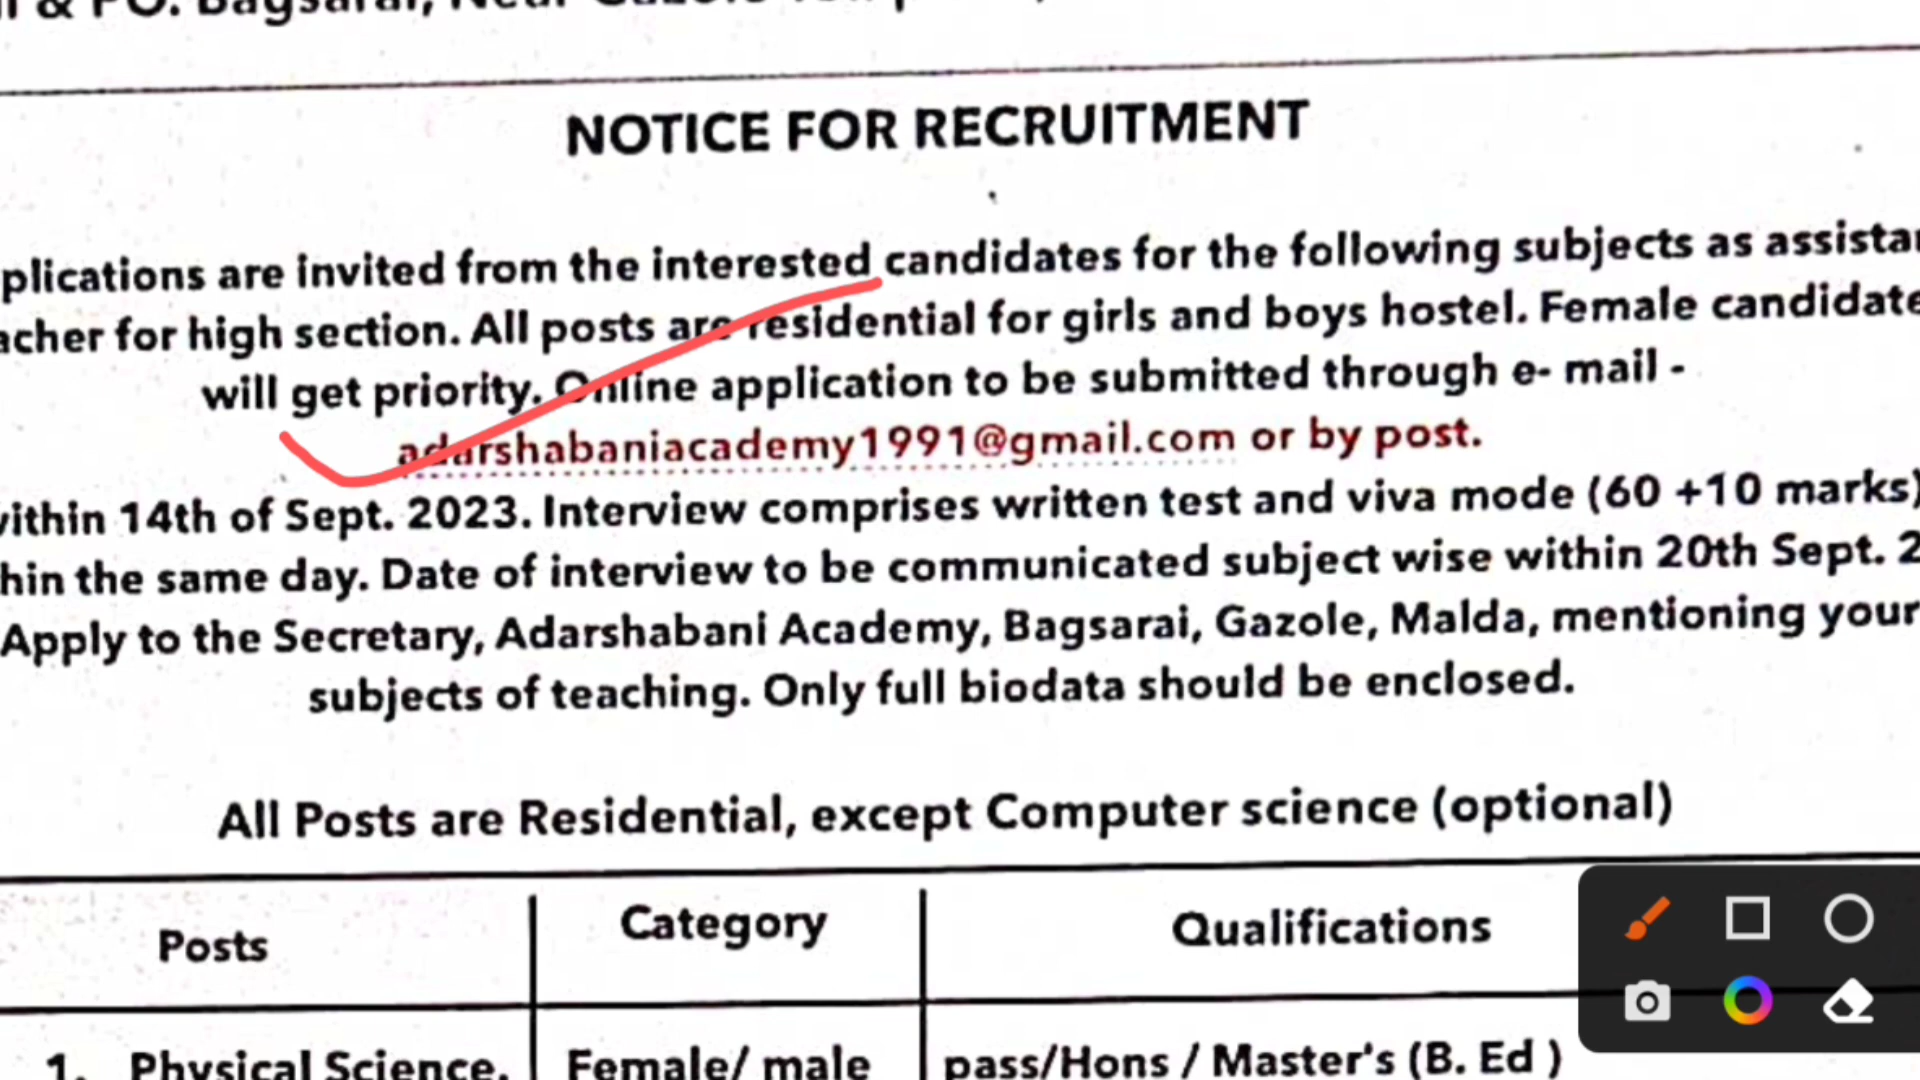 & PO. Bagsarai, Near Gazole
NOTICE FOR RECRUITMENT
plications are invited from the interested candidates for the following subjects as assistan
acher for high section. All posts are residential for girls and boys hostel. Female candidate
will get priority. Online application to be submitted through e- mail -
adarshabaniacademy1991@gmail.com or by post.
within 14th of Sept. 2023. Interview comprises written test and viva mode (60 +10 marks)
hin the same day. Date of interview to be communicated subject wise within 20th Sept. 2
Apply to the Secretary, Adarshabani Academy, Bagsarai, Gazole, Malda, mentioning your
subjects of teaching. Only full biodata should be enclosed.
All Posts are Residential, except Computer science (optional)
Posts Category Qualifications
1. Physical Science. Female/ male pass/Hons / Master's (B. Ed )